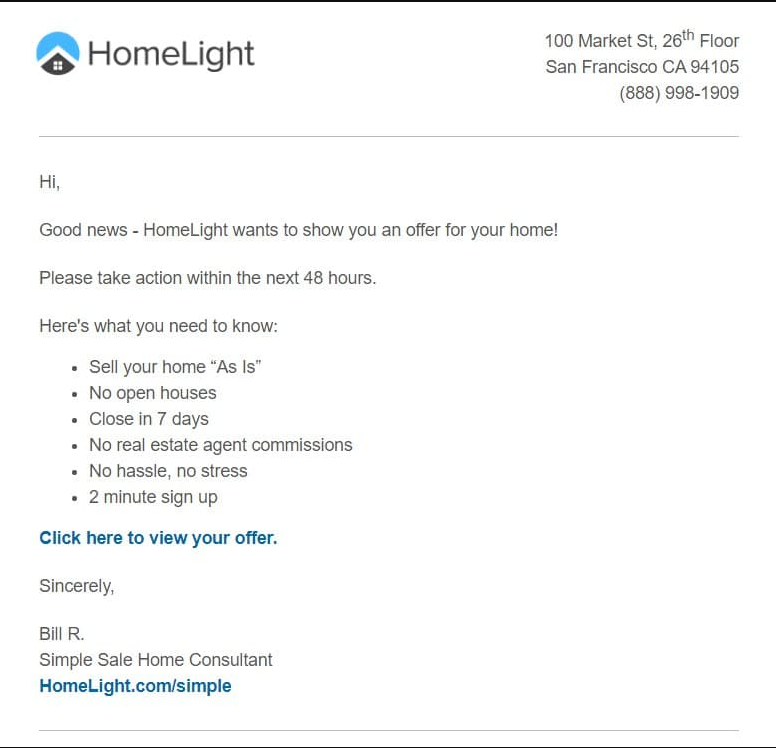 HomeLight
100 Market St, 26th Floor
San Francisco CA 94105
(888) 998-1909
Hi,
Good news - HomeLight wants to show you an offer for your home!
Please take action within the next 48 hours.
Here's what you need to know:
• Sell your home “As Is”
• No open houses
• Close in 7 days
• No real estate agent commissions
• No hassle, no stress
• 2 minute sign up
Click here to view your offer.
Sincerely,
Bill R.
Simple Sale Home Consultant
HomeLight.com/simple